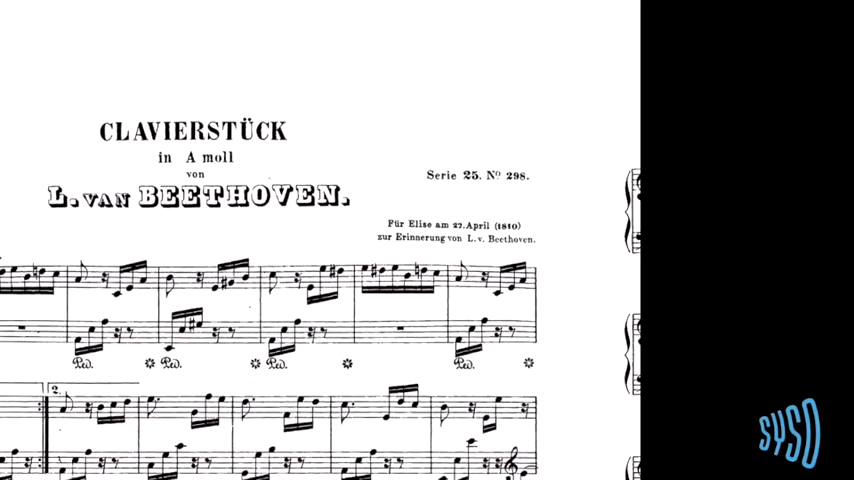 CLAVIERSTÜCK
in A moll
von
L. VAN BEETHOVEN.
Serie 25. Nº 298.
Für Elise am 27. April (1810)
zur Erinnerung von L. v. Beethoven.
Ped. Ped. Ped. Ped.
2.
SYSO